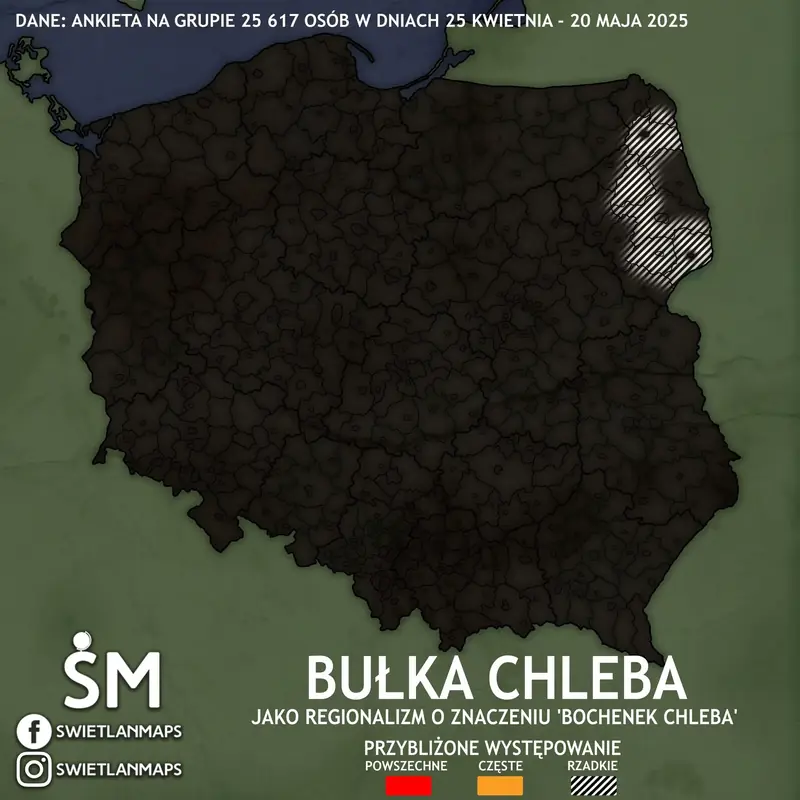 DANE: ANKIETA NA GRUPIE 25 617 OSÓB W DNIACH 25 KWIETNIA - 20 MAJA 2025
ŚM
SWIETLANMAPS
SWIETLANMAPS
BUŁKA CHLEBA
JAKO REGIONALIZM O ZNACZENIU 'BOCHENEK CHLEBA'
PRZYBLIŻONE WYSTĘPOWANIE
POWSZECHNE CZĘSTE RZADKIE